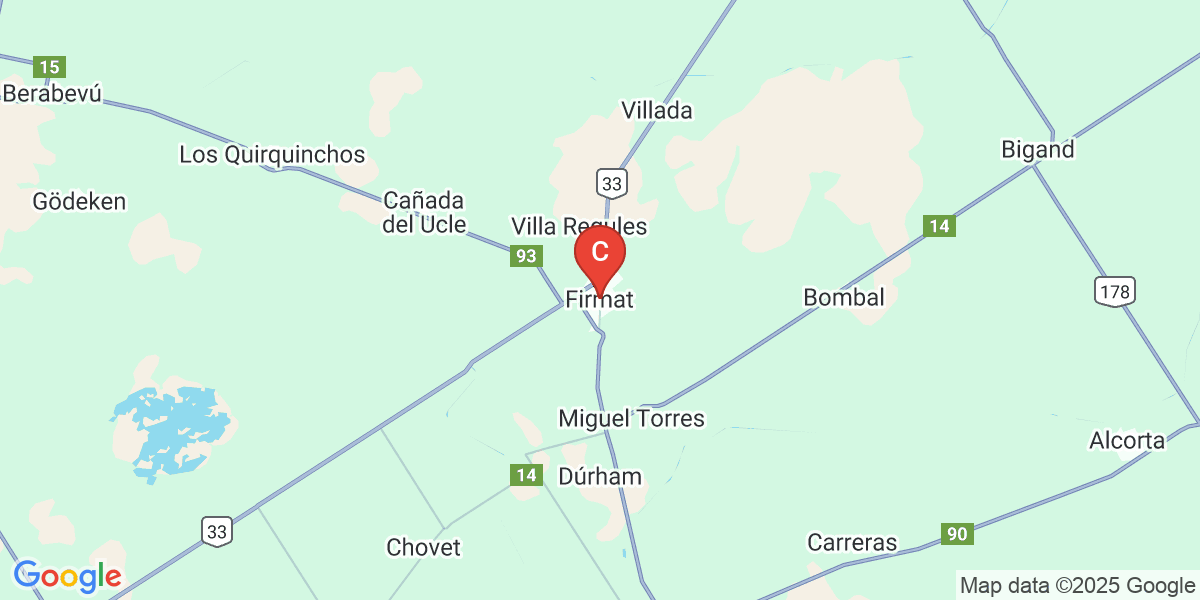 15
Berabevú
Villada
Los Quirquinchos
Bigand
33
Gödeken
Cañada
del Ucle
Villa Regules
14
93
C
178
Firmat
Bombal
Miguel Torres
Alcorta
14
Dúrham
33
90
Chovet
Carreras
Google
Map data ©2025 Google